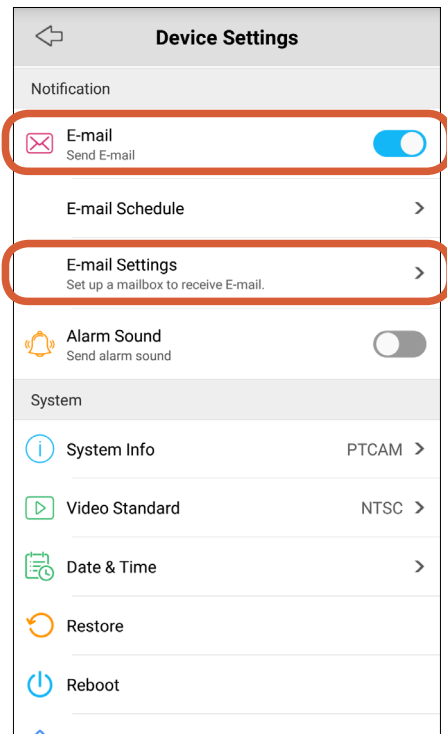 Device Settings
Notification
E-mail
Send E-mail
E-mail Schedule
E-mail Settings
Set up a mailbox to receive E-mail.
Alarm Sound
Send alarm sound
System
System Info PTCAM
Video Standard NTSC
Date & Time
Restore
Reboot